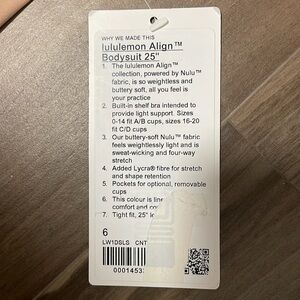 WHY WE MADE THIS
lululemon Align™
Bodysuit 25"
1. The lululemon Align™
collection, powered by Nulu™
fabric, is so weightless and
buttery soft, all you feel is
your practice
2. Built-in shelf bra intended to
provide light support. Sizes
0-14 fit A/B cups, sizes 16-20
fit C/D cups
3. Our buttery-soft Nulu™ fabric
feels weightlessly light and is
sweat-wicking and four-way
stretch
4. Added Lycra® fibre for stretch
and shape retention
5. Pockets for optional, removable
cups
6. This colour is line
comfort and
7. Tight fit, 25"
6
LW1DSLS CNT
0001453